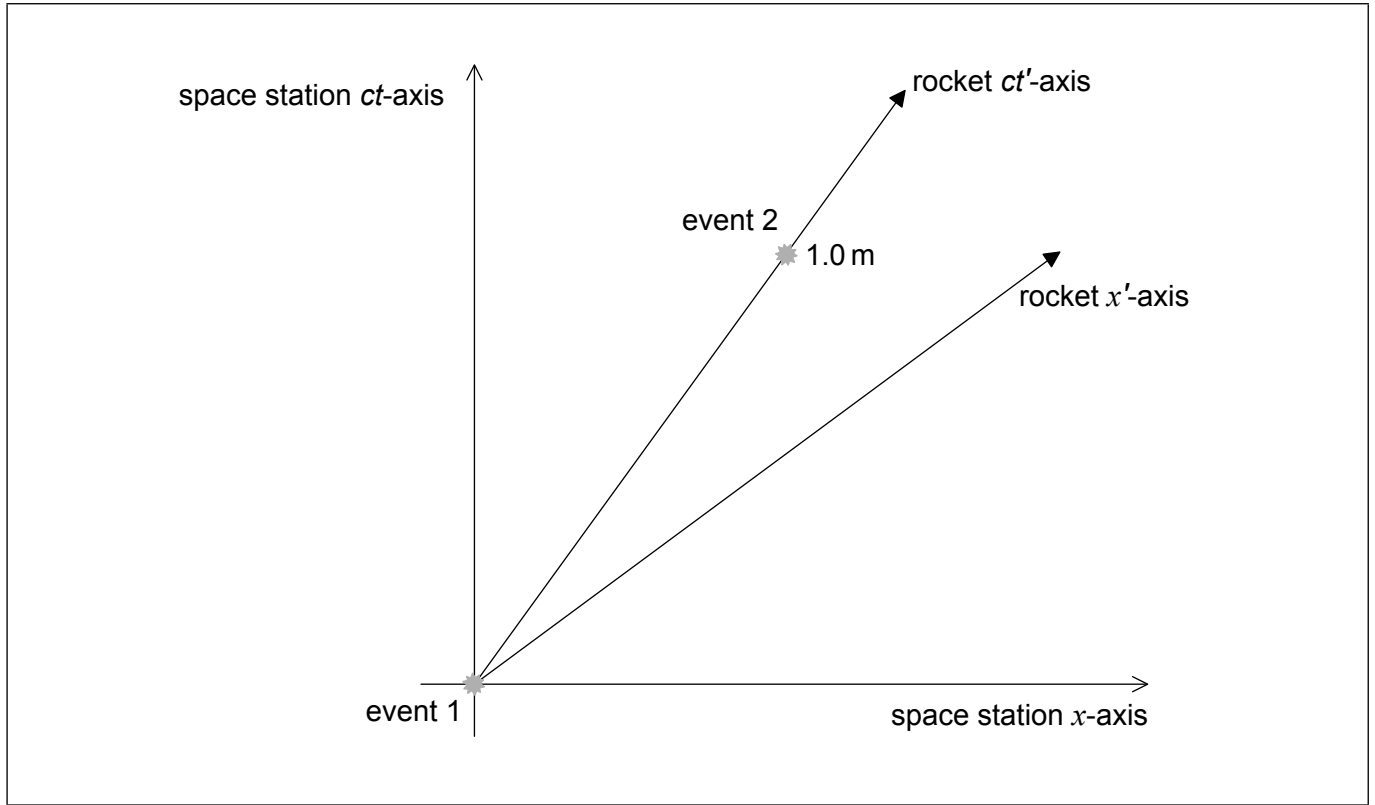 space station ct-axis
rocket ct′-axis
event 2
1.0 m
rocket x′-axis
event 1
space station x-axis